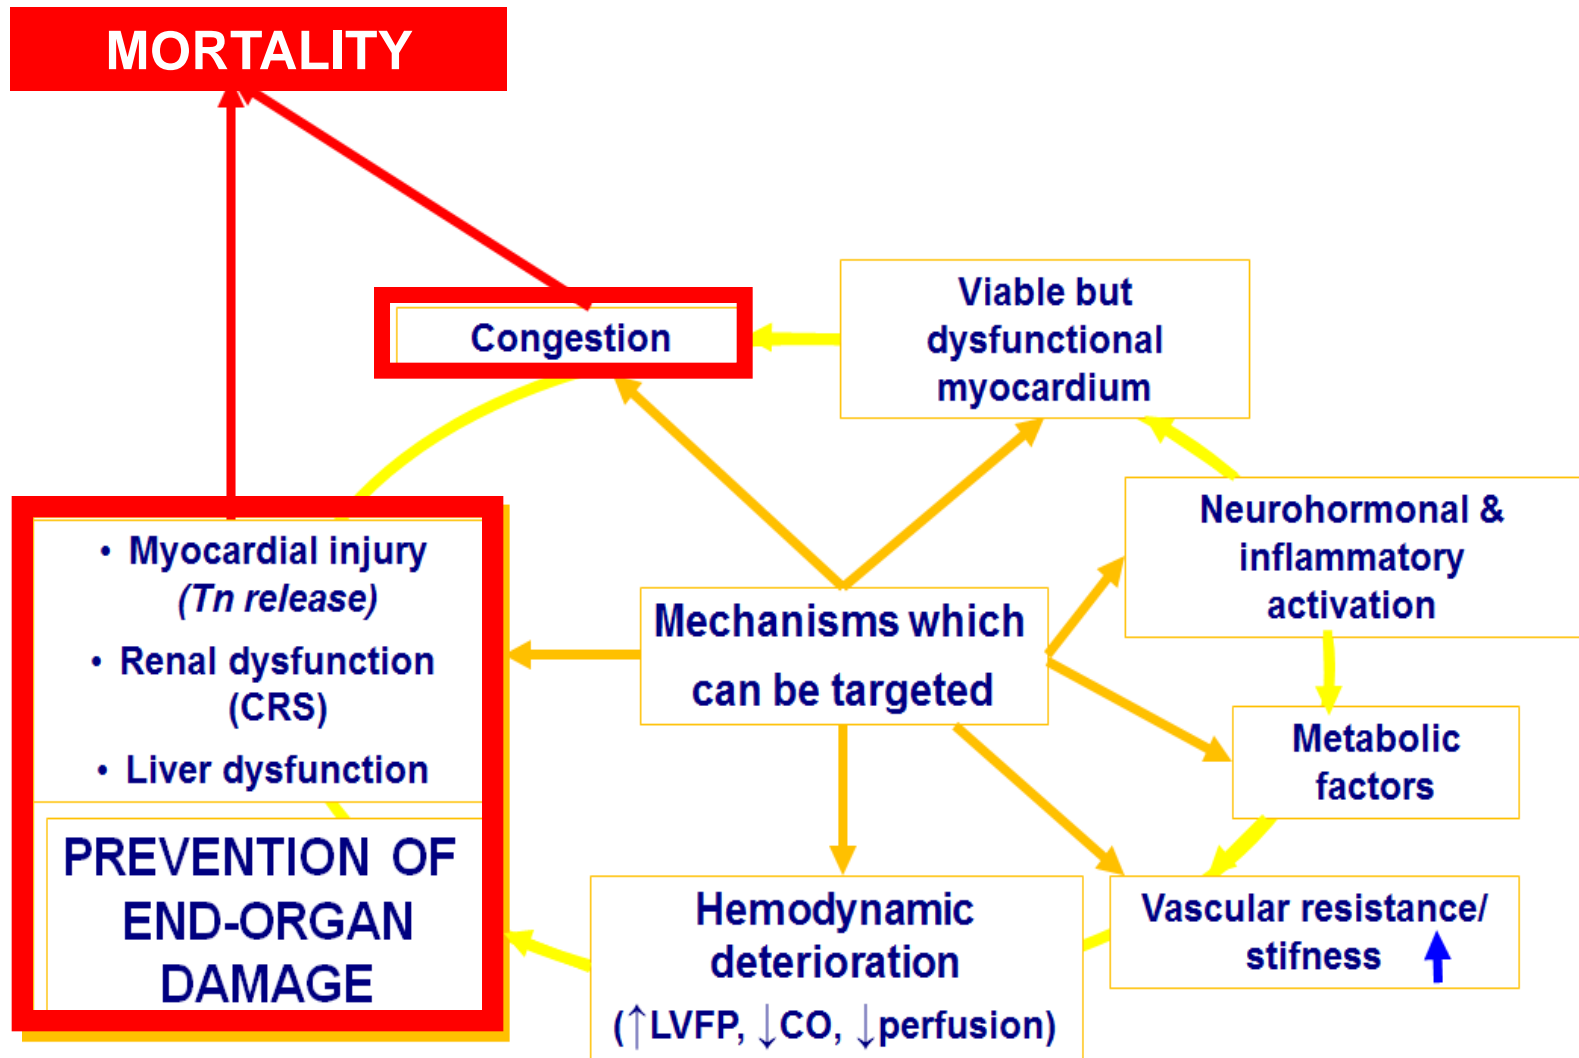 MORTALITY
Congestion
Viable but
dysfunctional
myocardium
Neurohormonal &
inflammatory
activation
• Myocardial injury
(Tn release)
• Renal dysfunction
(CRS)
• Liver dysfunction
Mechanisms which
can be targeted
Metabolic
factors
PREVENTION OF
END-ORGAN
DAMAGE
Hemodynamic
deterioration
(↑LVFP, ↓CO, ↓perfusion)
Vascular resistance/
stifness